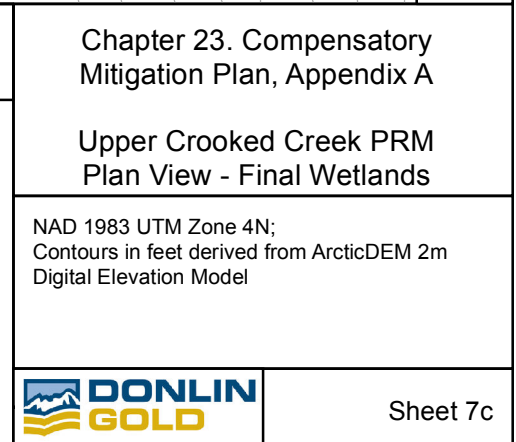 Chapter 23. Compensatory
Mitigation Plan, Appendix A
Upper Crooked Creek PRM
Plan View - Final Wetlands
NAD 1983 UTM Zone 4N;
Contours in feet derived from ArcticDEM 2m
Digital Elevation Model
DONLIN
GOLD
Sheet 7c